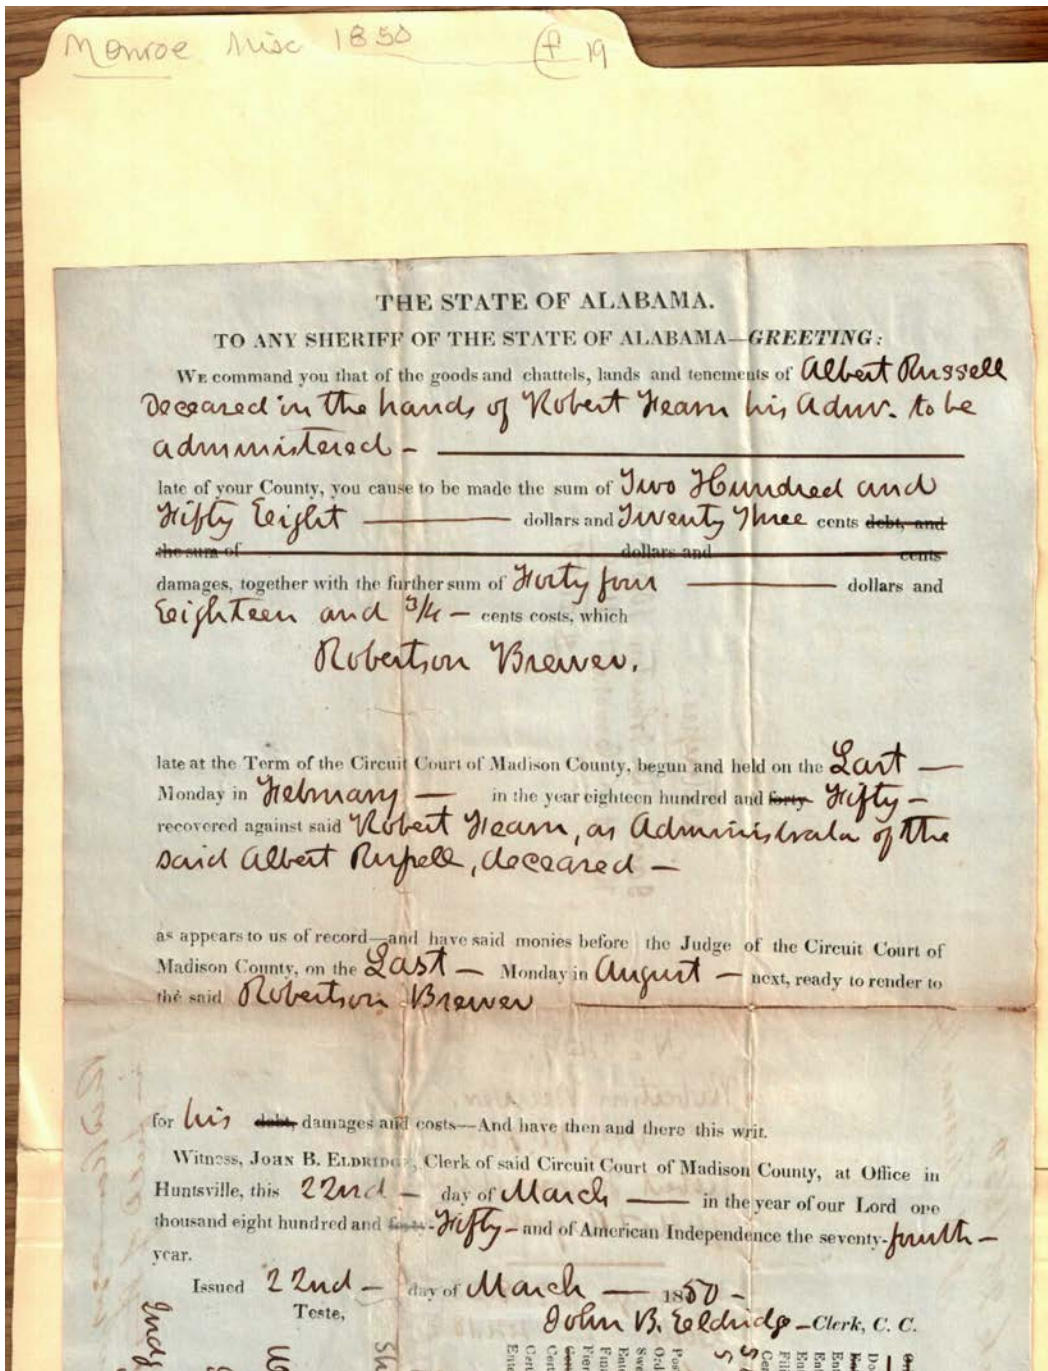 Monroe Misc 1850 f 19
THE STATE OF ALABAMA.
TO ANY SHERIFF OF THE STATE OF ALABAMA—GREETING:
WE command you that of the goods and chattels, lands and tenements of Albert Russell
Deceased in the hands of Robert Fearn his Admr. to be
administered -
late of your County, you cause to be made the sum of Two Hundred and
Fifty Eight dollars and Twenty Three cents debt, and
the sum of dollars and cents
damages, together with the further sum of Forty four dollars and
Eighteen and 3/4 - cents costs, which
Robertson Brewer.
late at the Term of the Circuit Court of Madison County, begun and held on the Last —
Monday in February — in the year eighteen hundred and forty Fifty -
recovered against said Robert Fearn, as Administrator of the
said Albert Russell, deceased —
as appears to us of record—and have said monies before the Judge of the Circuit Court of
Madison County, on the Last — Monday in August — next, ready to render to
the said Robertson Brewer
for his debt, damages and costs—And have then and there this writ.
Witness, JOHN B. ELDRIDGE, Clerk of said Circuit Court of Madison County, at Office in
Huntsville, this 22nd — day of March — in the year of our Lord one
thousand eight hundred and forty - Fifty - and of American Independence the seventy-fourth -
year.
Issued 22nd - day of March — 1850 -
Teste,
John B. Eldridge - Clerk, C. C.